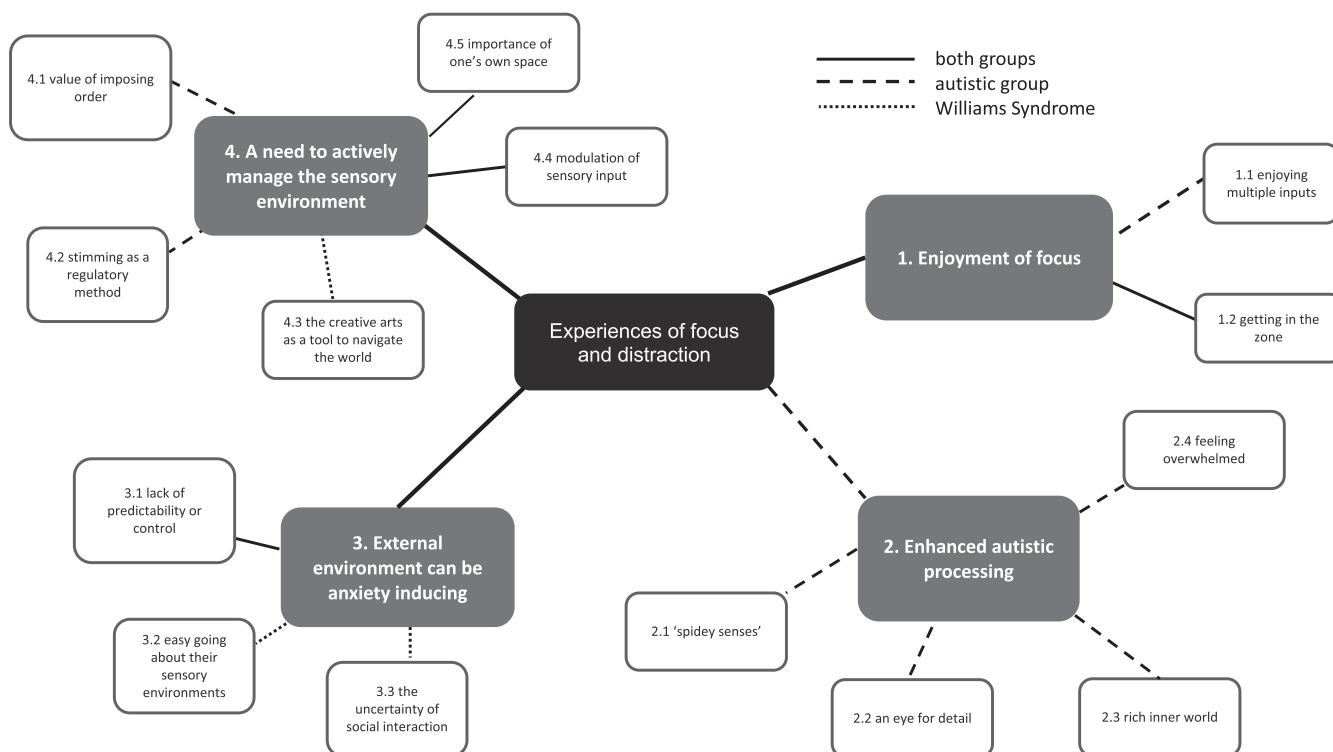 4.1 value of imposing
order
4.5 importance of
one's own space
both groups
autistic group
Williams Syndrome
4. A need to actively
manage the sensory
environment
4.4 modulation of
sensory input
1.1 enjoying
multiple inputs
1. Enjoyment of focus
4.2 stimming as a
regulatory
method
4.3 the creative arts
as a tool to navigate
the world
Experiences of focus
and distraction
1.2 getting in the
zone
2.4 feeling
overwhelmed
3.1 lack of
predictability or
control
3. External
environment can be
anxiety inducing
2. Enhanced autistic
processing
2.1 ‘spidey senses’
3.2 easy going
about their
sensory
environments
3.3 the
uncertainty of
social interaction
2.2 an eye for detail
2.3 rich inner world